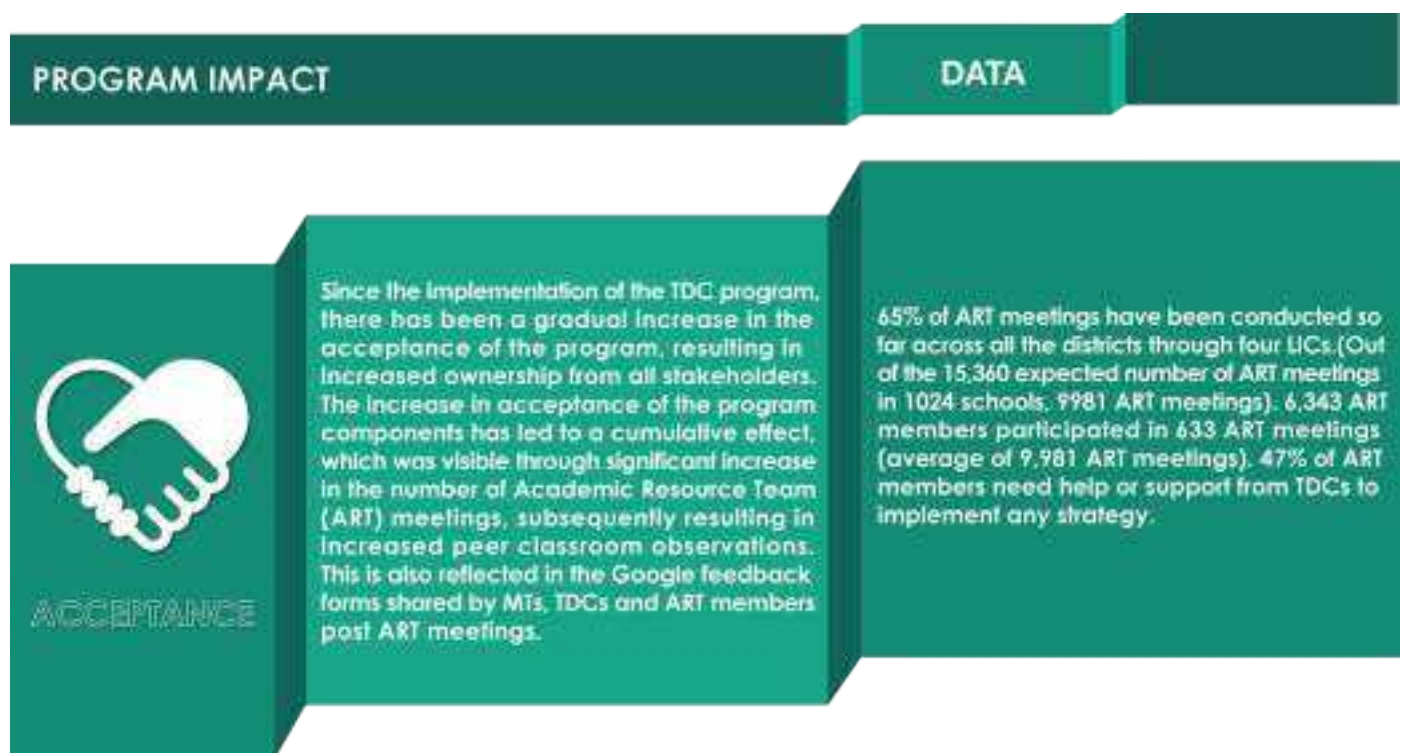 PROGRAM IMPACT
DATA
ACCEPTANCE
Since the implementation of the TDC program,
there has been a gradual increase in the
acceptance of the program, resulting in
increased ownership from all stakeholders.
The increase in acceptance of the program
components has led to a cumulative effect,
which was visible through significant increase
in the number of Academic Resource Team
(ART) meetings, subsequently resulting in
increased peer classroom observations.
This is also reflected in the Google feedback
forms shared by MTs, TDCs and ART members
post ART meetings.
65% of ART meetings have been conducted so
far across all the districts through four LICs.(Out
of the 15,360 expected number of ART meetings
in 1024 schools, 9981 ART meetings). 6,343 ART
members participated in 633 ART meetings
(average of 9,981 ART meetings). 47% of ART
members need help or support from TDCs to
implement any strategy.